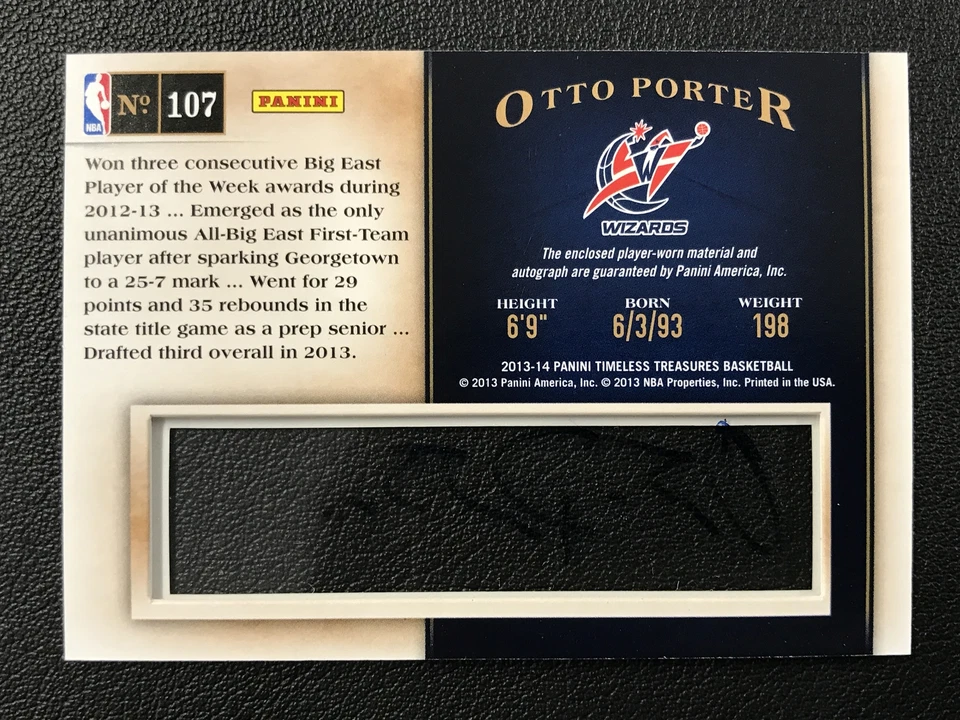 NBA
Nº 107
PANINI
Won three consecutive Big East
Player of the Week awards during
2012-13 ... Emerged as the only
unanimous All-Big East First-Team
player after sparking Georgetown
to a 25-7 mark ... Went for 29
points and 35 rebounds in the
state title game as a prep senior ...
Drafted third overall in 2013.
OTTO PORTER
W
WIZARDS
The enclosed player-worn material and
autograph are guaranteed by Panini America, Inc.
HEIGHT BORN WEIGHT
6'9" 6/3/93 198
2013-14 PANINI TIMELESS TREASURES BASKETBALL
© 2013 Panini America, Inc. © 2013 NBA Properties, Inc. Printed in the USA.